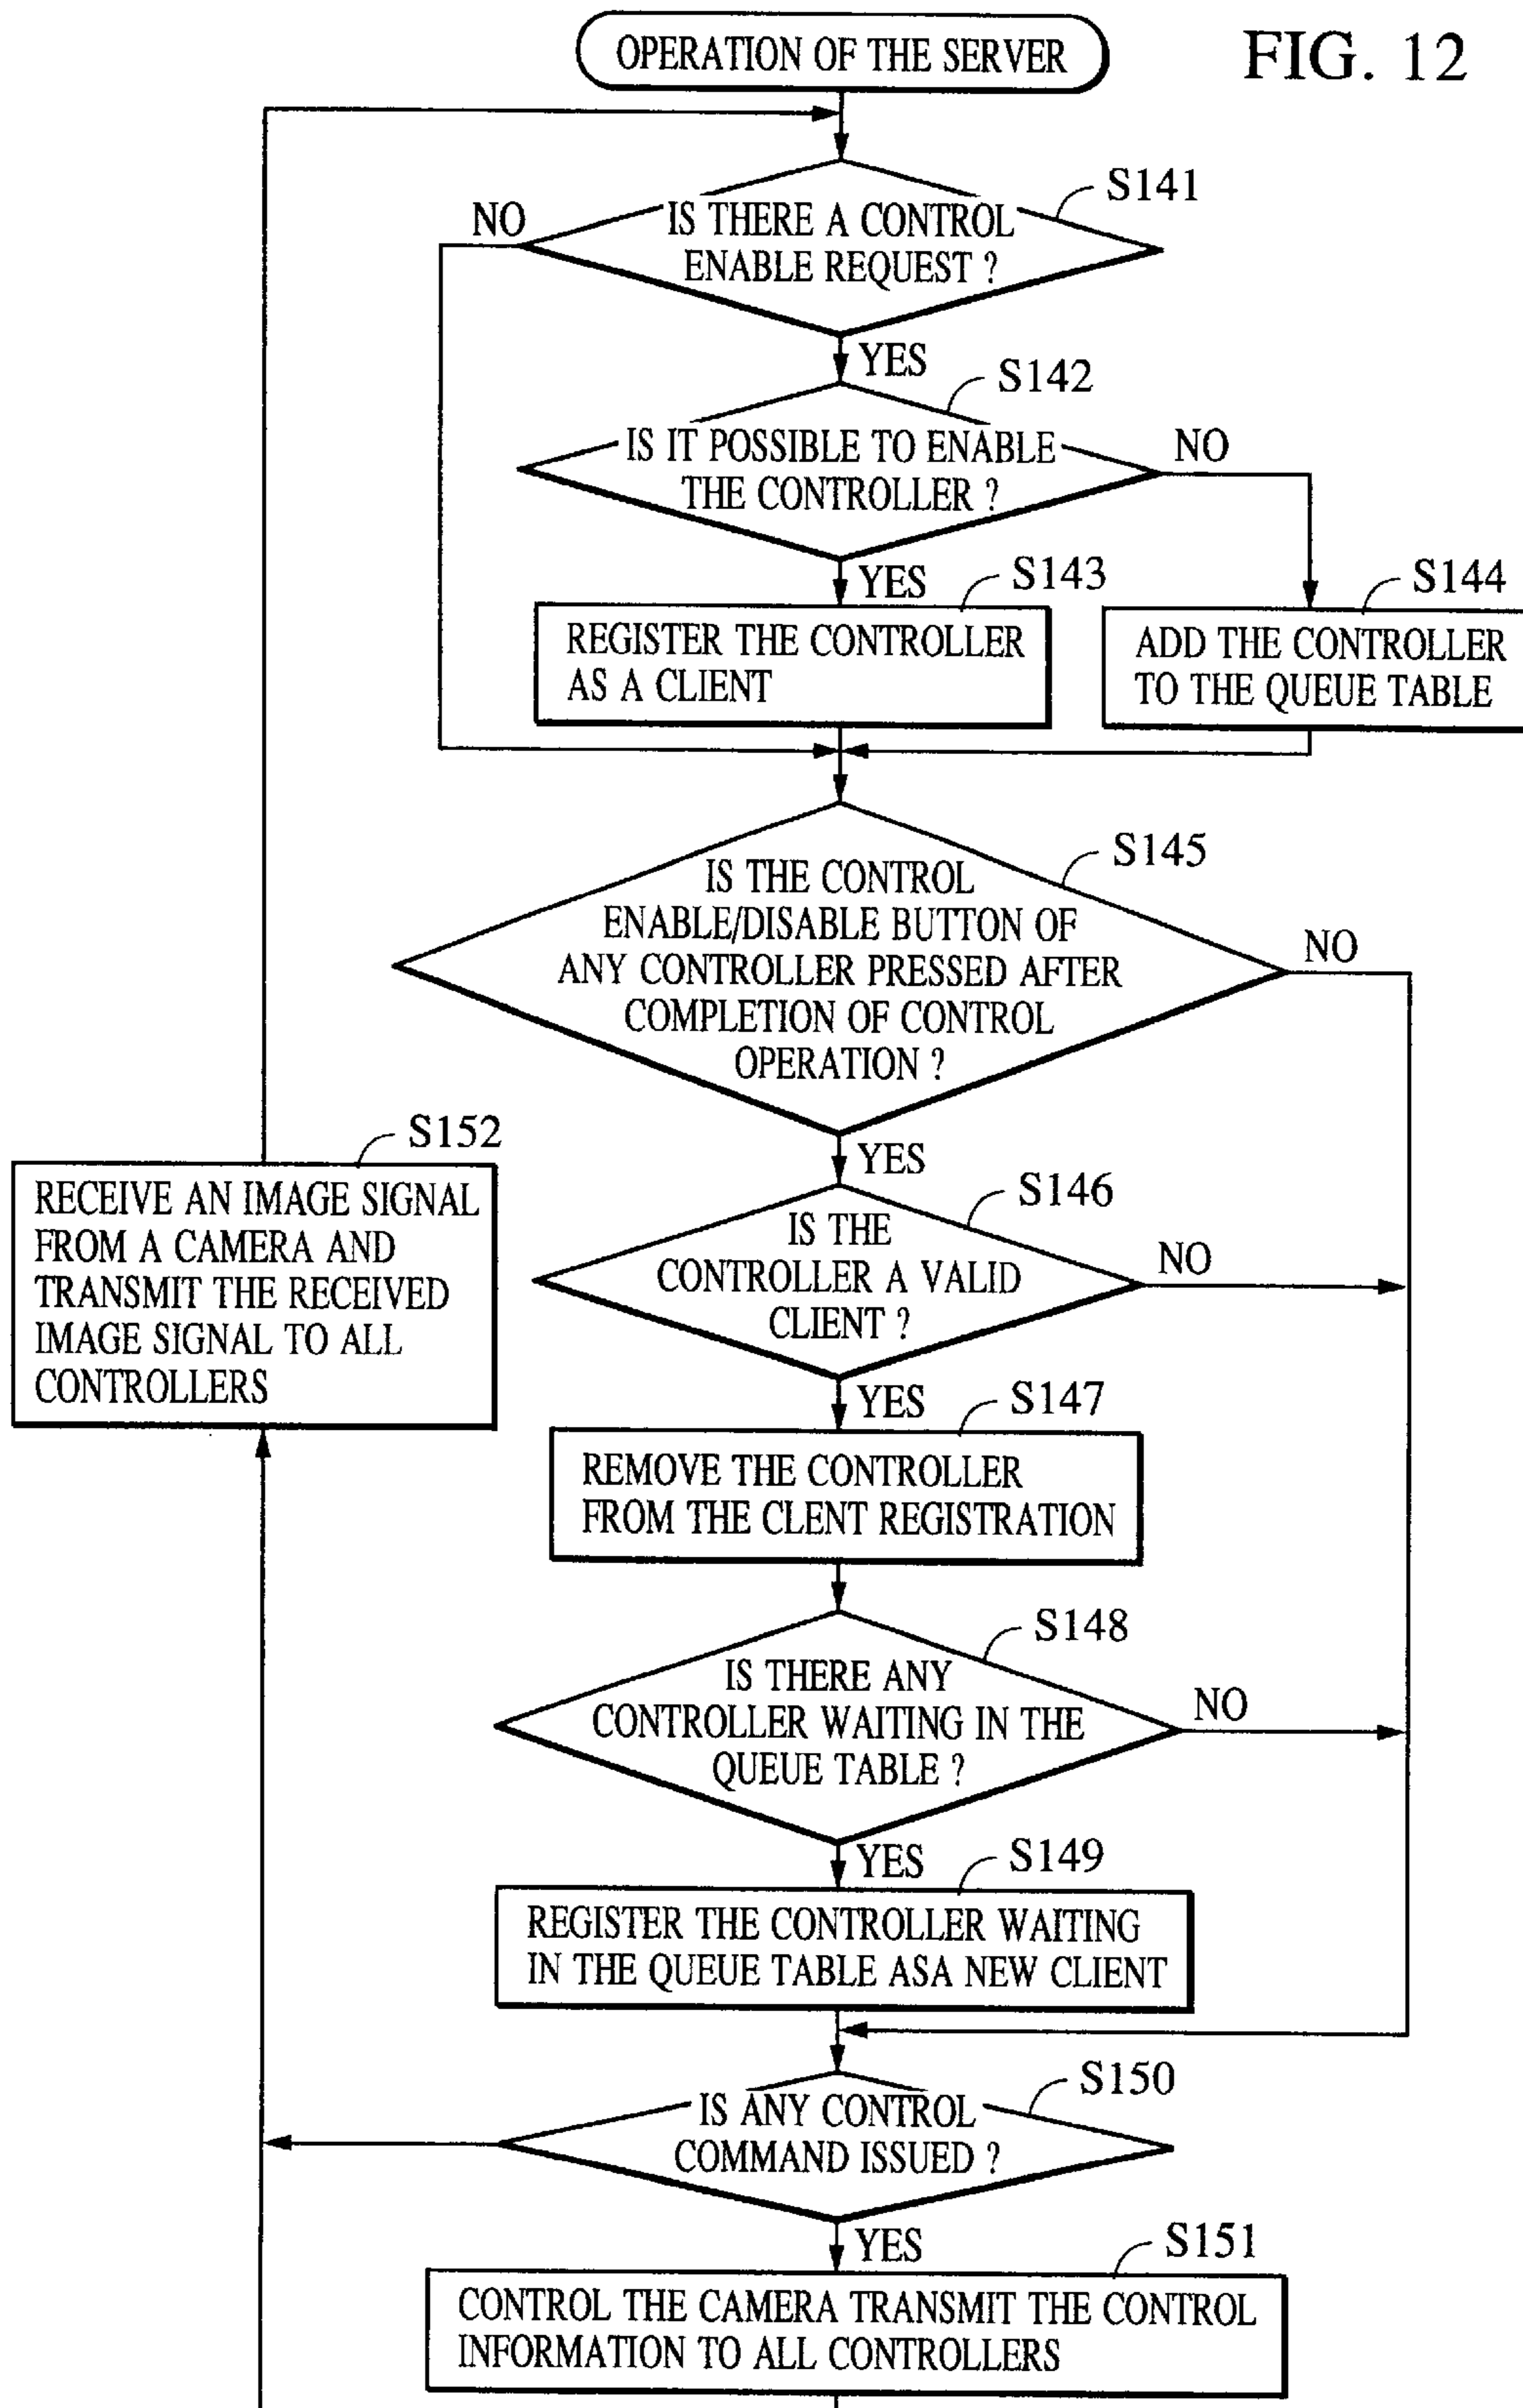 OPERATION OF THE SERVER
FIG. 12
S141
NO
IS THERE A CONTROL
ENABLE REQUEST ?
YES
S142
IS IT POSSIBLE TO ENABLE
THE CONTROLLER ?
NO
YES
S143
REGISTER THE CONTROLLER
AS A CLIENT
S144
ADD THE CONTROLLER
TO THE QUEUE TABLE
S145
IS THE CONTROL
ENABLE/DISABLE BUTTON OF
ANY CONTROLLER PRESSED AFTER
COMPLETION OF CONTROL
OPERATION ?
NO
YES
S152
RECEIVE AN IMAGE SIGNAL
FROM A CAMERA AND
TRANSMIT THE RECEIVED
IMAGE SIGNAL TO ALL
CONTROLLERS
S146
IS THE
CONTROLLER A VALID
CLIENT ?
NO
YES
S147
REMOVE THE CONTROLLER
FROM THE CLENT REGISTRATION
S148
IS THERE ANY
CONTROLLER WAITING IN THE
QUEUE TABLE ?
NO
YES
S149
REGISTER THE CONTROLLER WAITING
IN THE QUEUE TABLE ASA NEW CLIENT
S150
IS ANY CONTROL
COMMAND ISSUED ?
YES
S151
CONTROL THE CAMERA TRANSMIT THE CONTROL
INFORMATION TO ALL CONTROLLERS